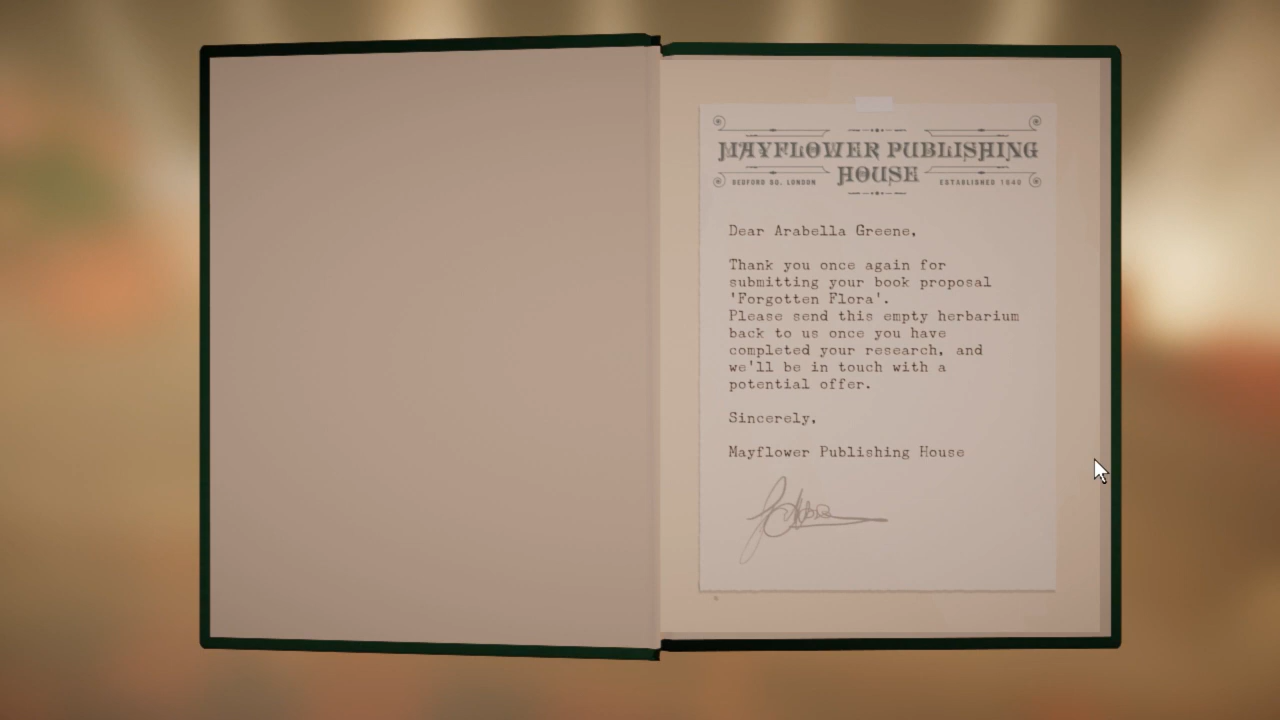 MAYFLOWER PUBLISHING
HOUSE
BEDFORD SQ. LONDON
ESTABLISHED 1840
Dear Arabella Greene,
Thank you once again for
submitting your book proposal
'Forgotten Flora'.
Please send this empty herbarium
back to us once you have
completed your research, and
we'll be in touch with a
potential offer.
Sincerely,
Mayflower Publishing House